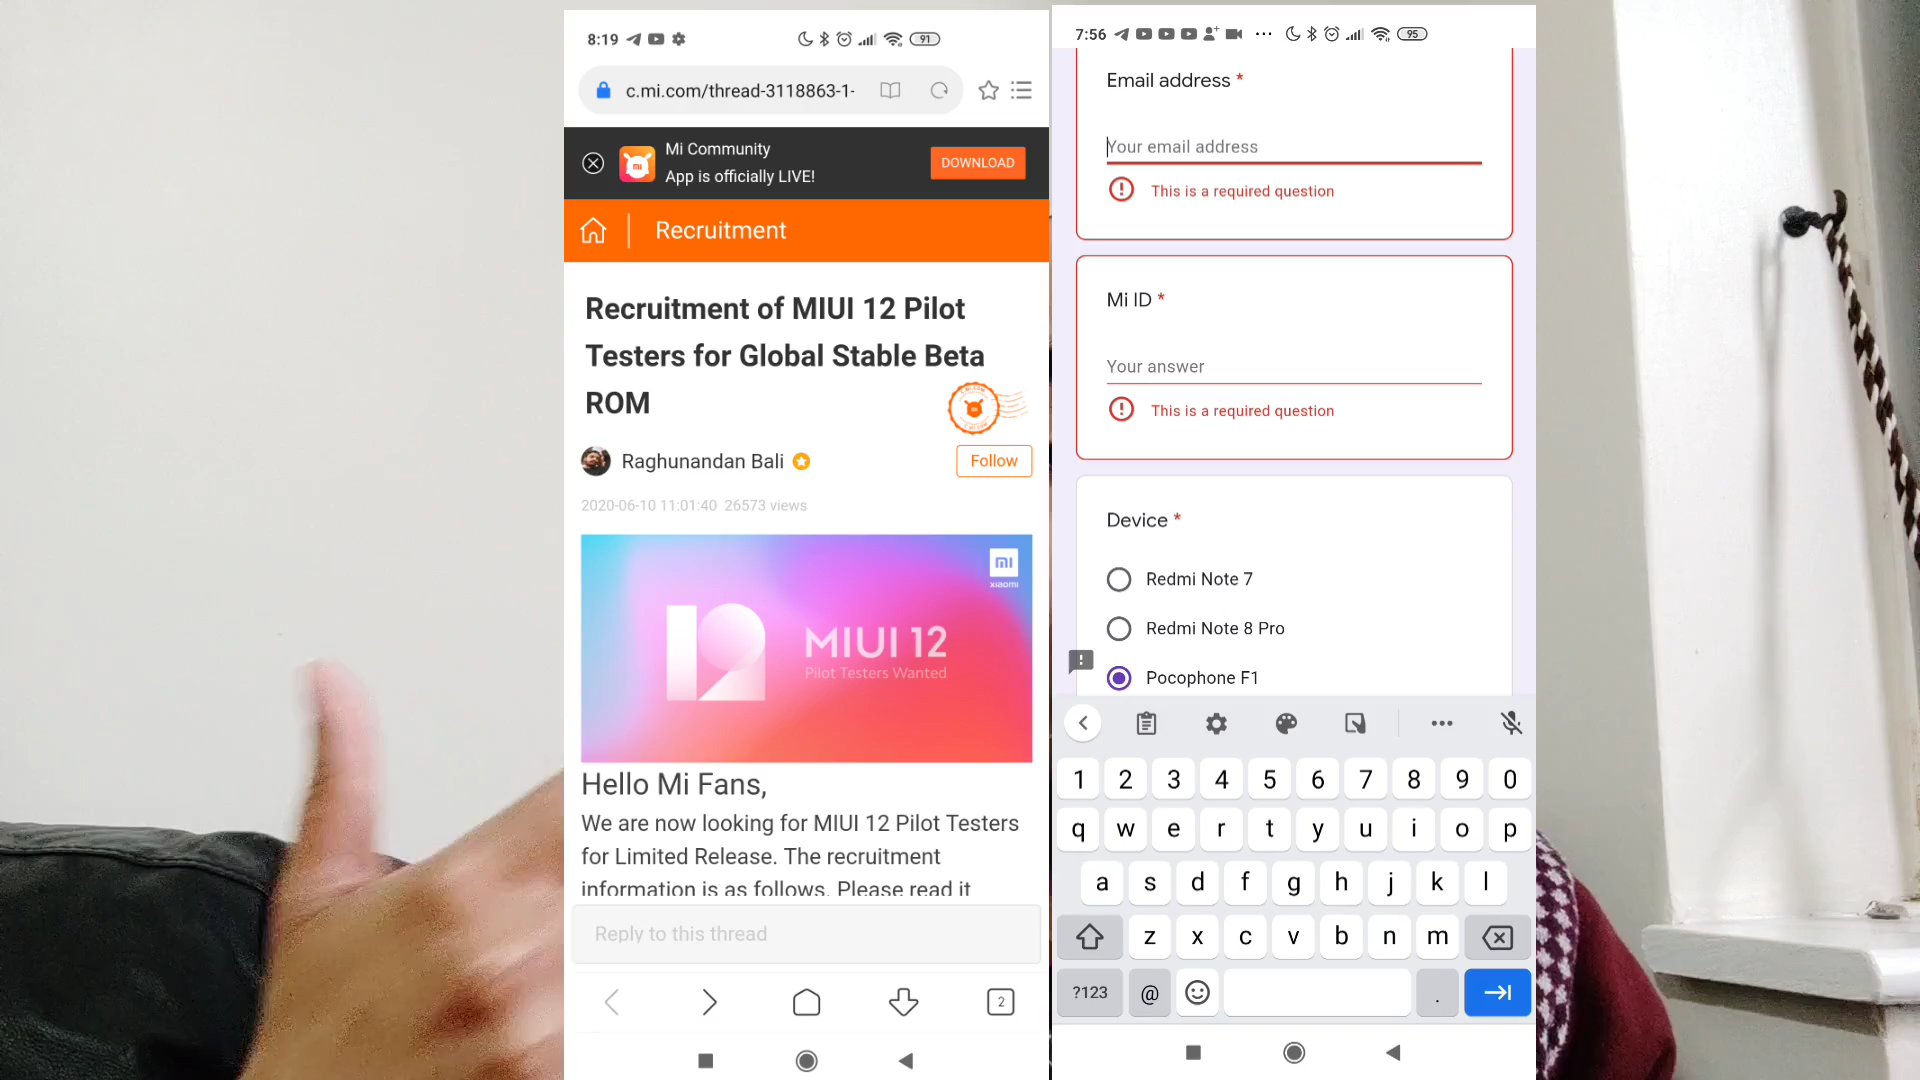 8:19
91
c.mi.com/thread-3118863-1-
Mi Community
App is officially LIVE!
DOWNLOAD
Recruitment
Recruitment of MIUI 12 Pilot
Testers for Global Stable Beta
ROM
Raghunandan Bali
Follow
2020-06-10 11:01:40 26573 views
mi
xiaomi
12
MIUI 12
Pilot Testers Wanted
Hello Mi Fans,
We are now looking for MIUI 12 Pilot Testers
for Limited Release. The recruitment
information is as follows. Please read it
Reply to this thread
2
7:56
95
Email address *
Your email address
This is a required question
Mi ID *
Your answer
This is a required question
Device *
Redmi Note 7
Redmi Note 8 Pro
Pocophone F1
1 2 3 4 5 6 7 8 9 0
q w e r t y u i o p
a s d f g h j k l
z x c v b n m
?123 @ .